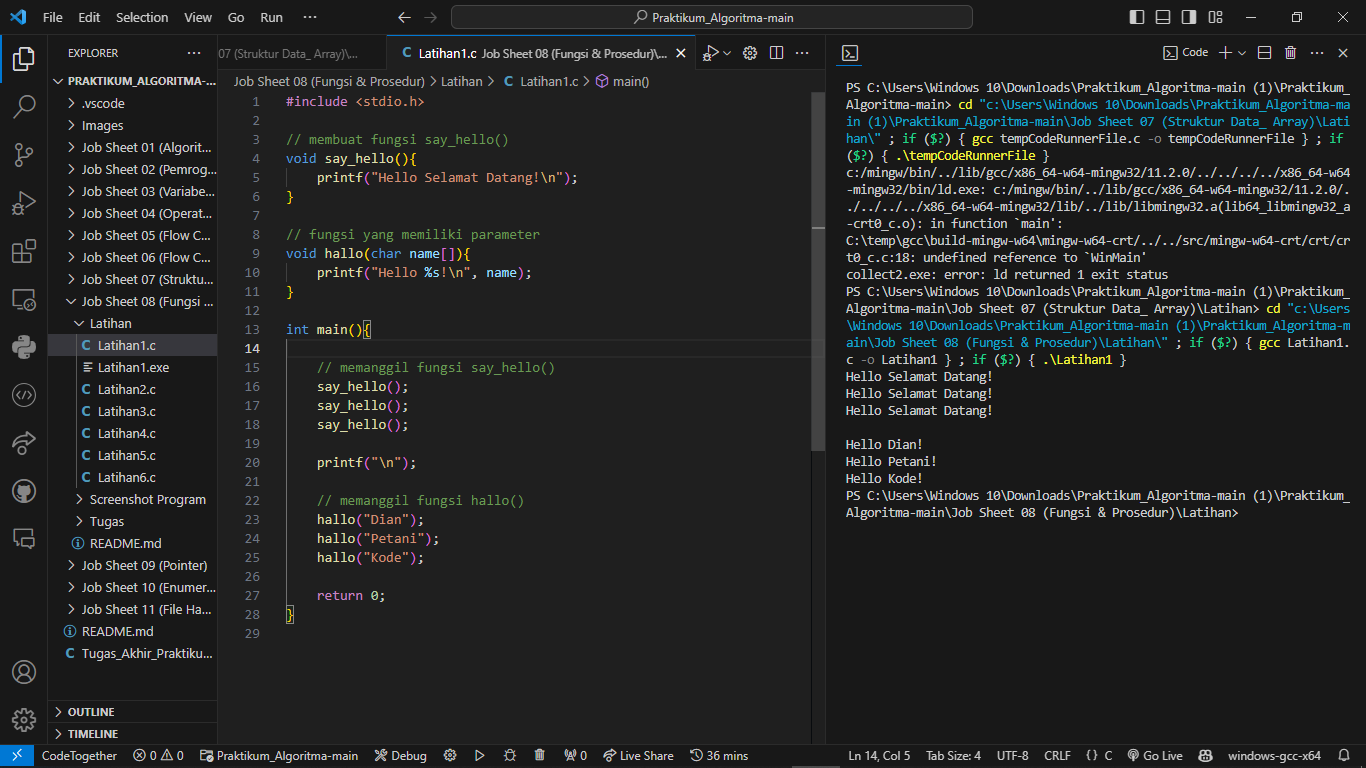 File Edit Selection View Go Run ··· Praktikum_Algoritma-main
EXPLORER ···
PRAKTIKUM_ALGORITMA-...
.vscode
Images
Job Sheet 01 (Algorit...
Job Sheet 02 (Pemrog...
Job Sheet 03 (Variabe...
Job Sheet 04 (Operat...
Job Sheet 05 (Flow C...
Job Sheet 06 (Flow c...
Job Sheet 07 (Struktu...
Job Sheet 08 (Fungsi ...
Latihan
C Latihan1.c
Latihan1.exe
C Latihan2.c
C Latihan3.c
C Latihan4.c
C Latihan5.c
C Latihan6.c
Screenshot Program
Tugas
README.md
Job Sheet 09 (Pointer)
Job Sheet 10 (Enumer...
Job Sheet 11 (File Ha...
README.md
C Tugas_Akhir_Praktiku...
OUTLINE
TIMELINE
07 (Struktur Data_ Array)\... C Latihan1.c Job Sheet 08 (Fungsi & Prosedur)\...
Job Sheet 08 (Fungsi & Prosedur) > Latihan > C Latihan1.c > main()
1 #include <stdio.h>
2
3 // membuat fungsi say_hello()
4 void say_hello(){
5 printf("Hello Selamat Datang!\n");
6 }
7
8 // fungsi yang memiliki parameter
9 void hallo(char name[]){
10 printf("Hello %s!\n", name);
11 }
12
13 int main(){
14
15 // memanggil fungsi say_hello()
16 say_hello();
17 say_hello();
18 say_hello();
19
20 printf("\n");
21
22 // memanggil fungsi hallo()
23 hallo("Dian");
24 hallo("Petani");
25 hallo("Kode");
26
27 return 0;
28 }
29
Code
PS C:\Users\Windows 10\Downloads\Praktikum_Algoritma-main (1)\Praktikum_
Algoritma-main> cd "c:\Users\Windows 10\Downloads\Praktikum_Algoritma-ma
in (1)\Praktikum_Algoritma-main\Job Sheet 07 (Struktur Data_ Array)\Lati
han\" ; if ($?) { gcc tempCodeRunnerFile.c -o tempCodeRunnerFile } ; if
($?) { .\tempCodeRunnerFile }
c:/mingw/bin/../lib/gcc/x86_64-w64-mingw32/11.2.0/../../../../x86_64-w64
-mingw32/bin/ld.exe: c:/mingw/bin/../lib/gcc/x86_64-w64-mingw32/11.2.0/.
./../../../x86_64-w64-mingw32/lib/../lib/libmingw32.a(lib64_libmingw32_a
-crt0_c.o): in function `main':
C:\temp\gcc\build-mingw-w64\mingw-w64-crt/../../src/mingw-w64-crt/crt/cr
t0_c.c:18: undefined reference to `WinMain'
collect2.exe: error: ld returned 1 exit status
PS C:\Users\Windows 10\Downloads\Praktikum_Algoritma-main (1)\Praktikum_
Algoritma-main\Job Sheet 07 (Struktur Data_ Array)\Latihan> cd "c:\Users
\Windows 10\Downloads\Praktikum_Algoritma-main (1)\Praktikum_Algoritma-m
ain\Job Sheet 08 (Fungsi & Prosedur)\Latihan\" ; if ($?) { gcc Latihan1.
c -o Latihan1 } ; if ($?) { .\Latihan1 }
Hello Selamat Datang!
Hello Selamat Datang!
Hello Selamat Datang!

Hello Dian!
Hello Petani!
Hello Kode!
PS C:\Users\Windows 10\Downloads\Praktikum_Algoritma-main (1)\Praktikum_
Algoritma-main\Job Sheet 08 (Fungsi & Prosedur)\Latihan>
CodeTogether 0 0 Praktikum_Algoritma-main Debug 0 Live Share 36 mins Ln 14, Col 5 Tab Size: 4 UTF-8 CRLF { } C Go Live windows-gcc-x64